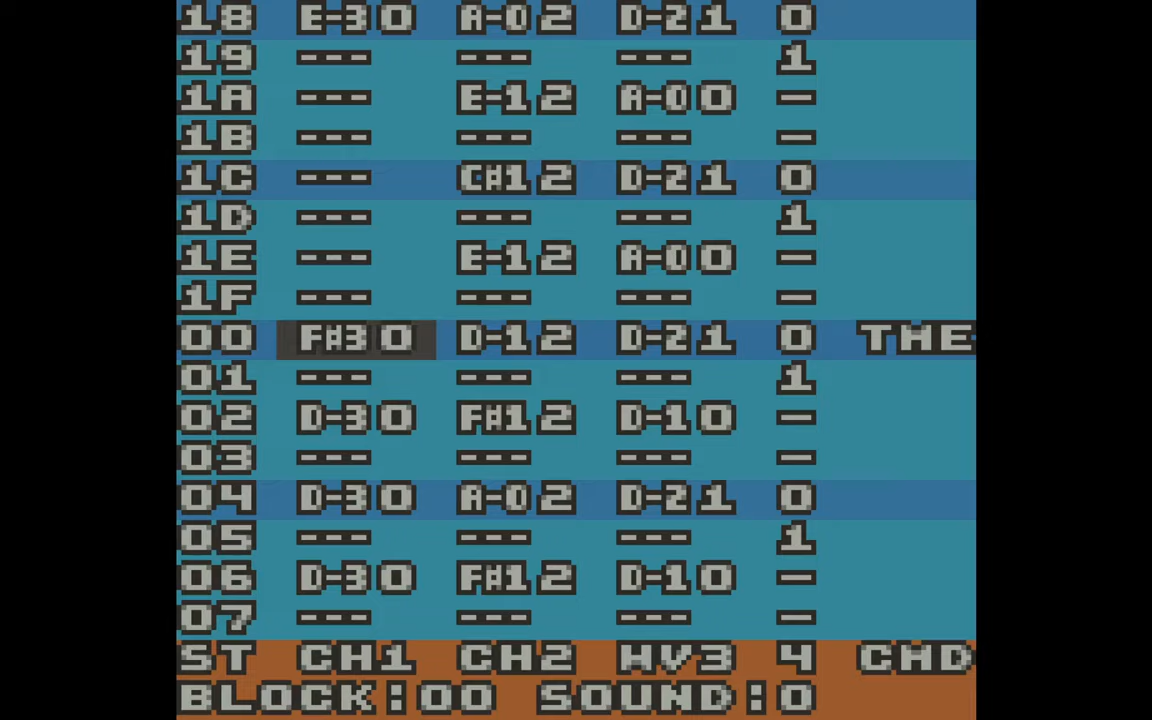 18 E-30 A-02 D-21 0
19 --- --- --- 1
1A --- E-12 A-00 -
1B --- --- --- -
1C --- C#12 D-21 0
1D --- --- --- 1
1E --- E-12 A-00 -
1F --- --- --- -
00 F#30 D-12 D-21 0 THE
01 --- --- --- 1
02 D-30 F#12 D-10 -
03 --- --- --- -
04 D-30 A-02 D-21 0
05 --- --- --- 1
06 D-30 F#12 D-10 -
07 --- --- --- -
ST CH1 CH2 WV3 4 CMD
BLOCK:00 SOUND:0